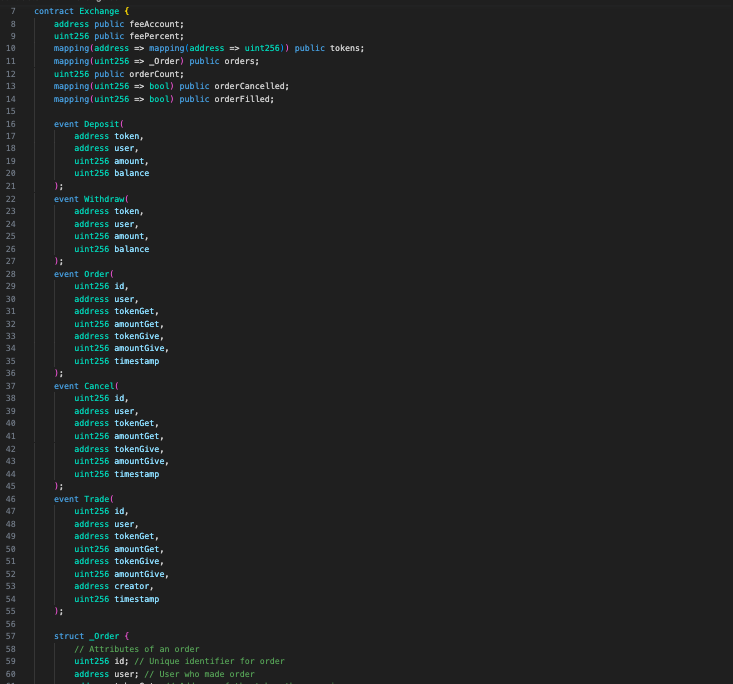 7 contract Exchange {
8 address public feeAccount;
9 uint256 public feePercent;
10 mapping(address => mapping(address => uint256)) public tokens;
11 mapping(uint256 => _Order) public orders;
12 uint256 public orderCount;
13 mapping(uint256 => bool) public orderCancelled;
14 mapping(uint256 => bool) public orderFilled;
15
16 event Deposit(
17 address token,
18 address user,
19 uint256 amount,
20 uint256 balance
21 );
22 event Withdraw(
23 address token,
24 address user,
25 uint256 amount,
26 uint256 balance
27 );
28 event Order(
29 uint256 id,
30 address user,
31 address tokenGet,
32 uint256 amountGet,
33 address tokenGive,
34 uint256 amountGive,
35 uint256 timestamp
36 );
37 event Cancel(
38 uint256 id,
39 address user,
40 address tokenGet,
41 uint256 amountGet,
42 address tokenGive,
43 uint256 amountGive,
44 uint256 timestamp
45 );
46 event Trade(
47 uint256 id,
48 address user,
49 address tokenGet,
50 uint256 amountGet,
51 address tokenGive,
52 uint256 amountGive,
53 address creator,
54 uint256 timestamp
55 );
56
57 struct _Order {
58 // Attributes of an order
59 uint256 id; // Unique identifier for order
60 address user; // User who made order